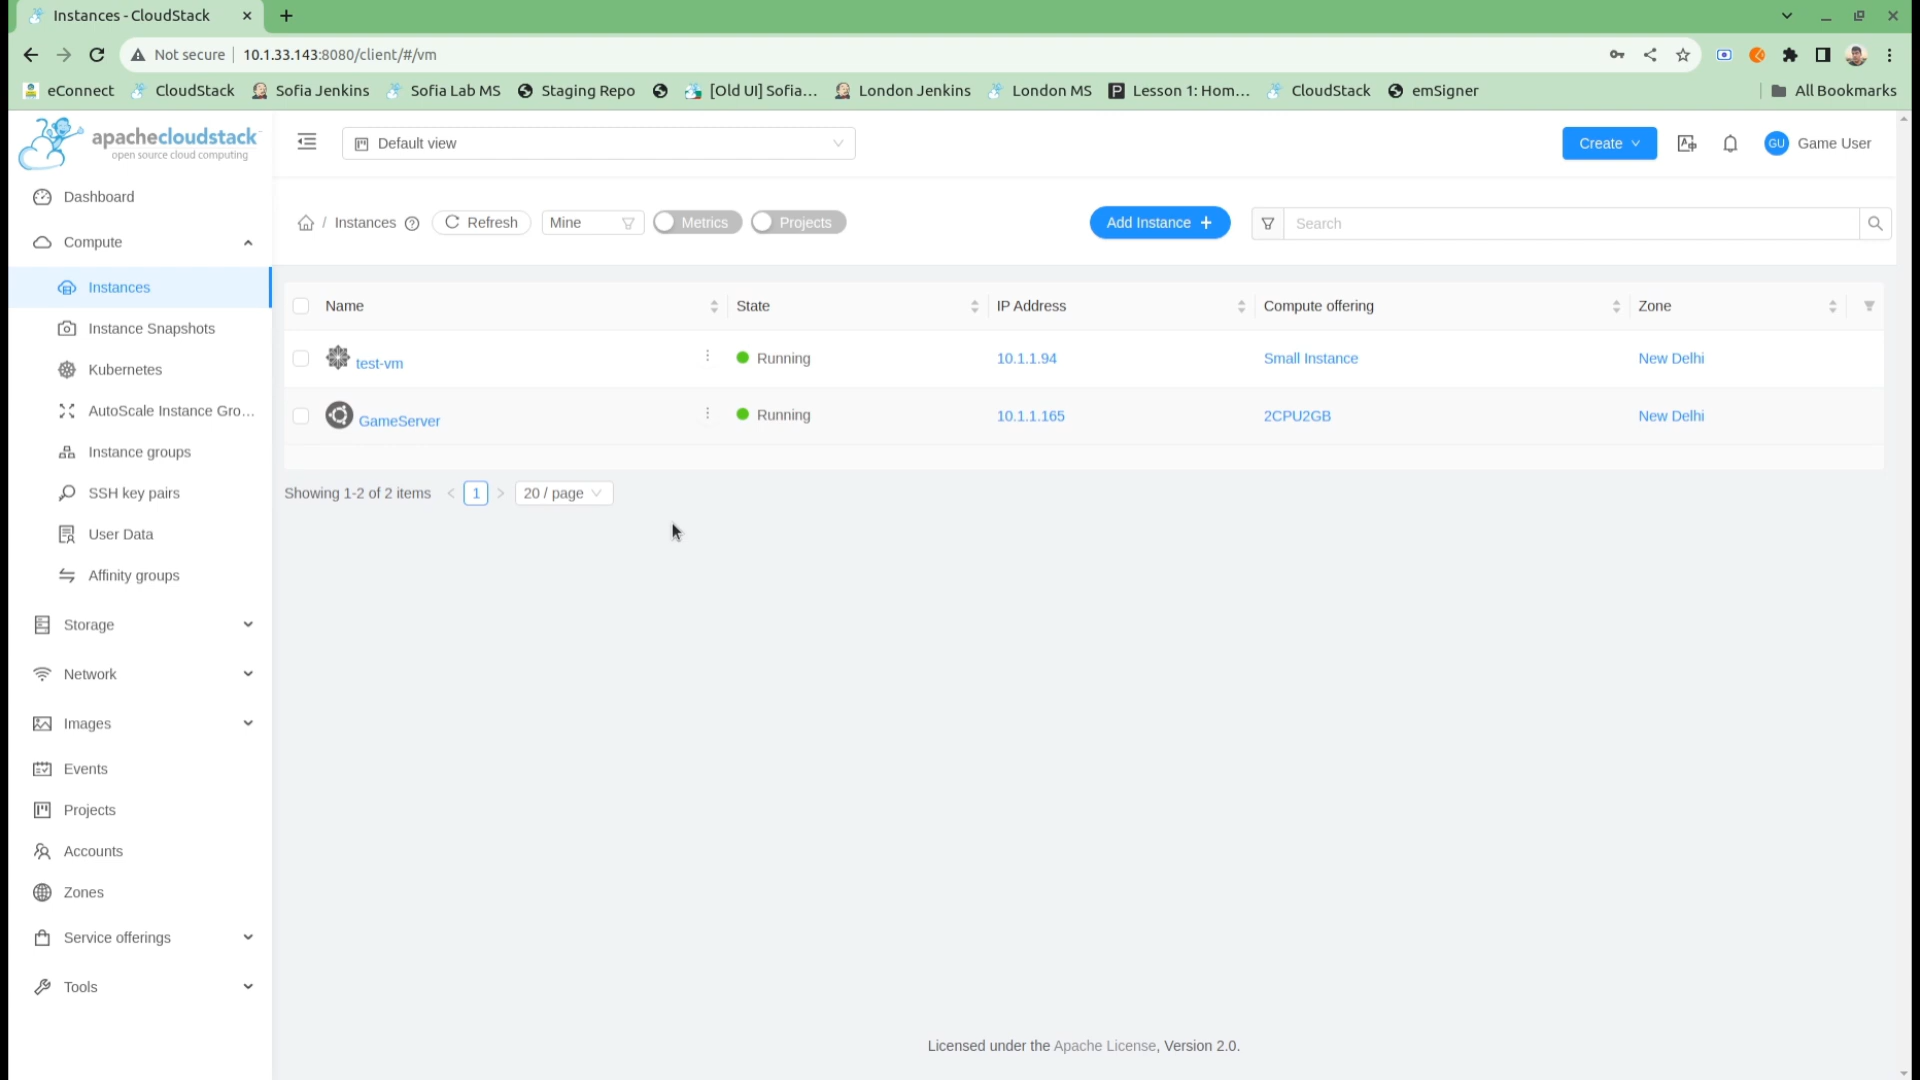 Instances - CloudStack
Not secure
10.1.33.143:8080/client/#/vm
eConnect
CloudStack
Sofia Jenkins
Sofia Lab MS
Staging Repo
[Old UI] Sofia...
London Jenkins
London MS
Lesson 1: Hom...
CloudStack
emSigner
All Bookmarks
apachecloudstack
open source cloud computing
Default view
Create
GU
Game User
Dashboard
Compute
Instances
Instance Snapshots
Kubernetes
AutoScale Instance Gro...
Instance groups
SSH key pairs
User Data
Affinity groups
Storage
Network
Images
Events
Projects
Accounts
Zones
Service offerings
Tools
/ Instances
Refresh
Mine
Metrics
Projects
Add Instance +
Search
Name State IP Address Compute offering Zone
test-vm Running 10.1.1.94 Small Instance New Delhi
GameServer Running 10.1.1.165 2CPU2GB New Delhi
Showing 1-2 of 2 items < 1 > 20 / page
Licensed under the Apache License, Version 2.0.